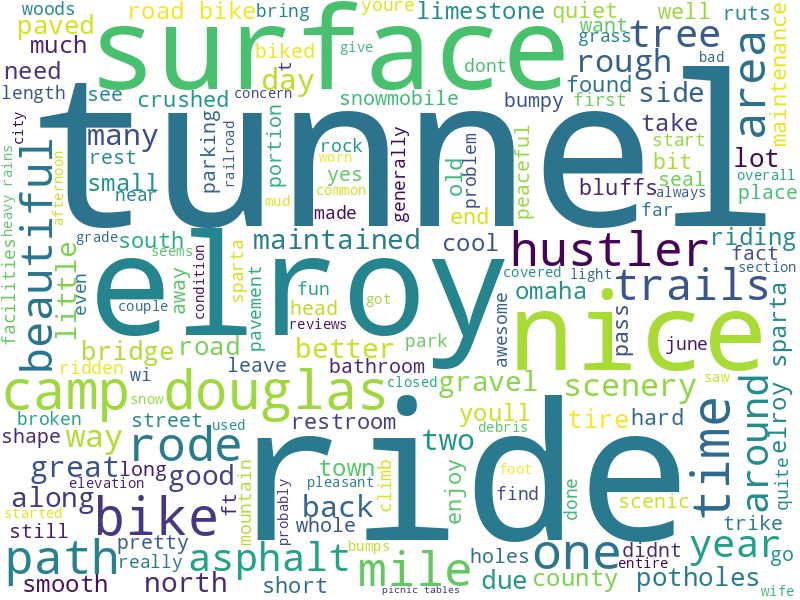 woods
road bike
bring
youre
limestone
quiet
want
well
ruts
paved
much
need
length
see
surface
biked
give
t
day
concern
dont
grass
tree
rough
found
side
area
maintenance
crushed
snowmobile
bumpy
first
bad
city
tunnel
many
rest
small
near
parking
railroad
portion
rock
yes
worn
common
mud
made
generally
old
problem
peaceful
end
take
start
bit
seal
bluffs
always
far
lot
overall
place
beautiful
afternoon
heavy rains
facilities
little
even
grade
south
seems
couple
away
condition
sparta
maintained
elroy
cool
hustler
riding
fact
section
covered
light
omaha
trails
pavement
fun
head
got
reviews
park
awesome
nice
pass
june
bridge
road
better
ridden
wi
leave
bathroom
closed
gravel
scenery
saw
elroy sparta
camp douglas
snow
broken
street
used
restroom
debris
youll
tire
hard
time
around
shape
way
rode
ride
two
great
long
elevation
good
ft
mountain
probably
town
pleasant
climb
enjoy
foot
find
done
scenic
quite
started
along
still
bike
back
whole
trike
go
path
pretty
really
asphalt
bumps
mile
holes
one
didnt
entire
year
smooth
north
short
picnic tables
due
county
potholes
wife